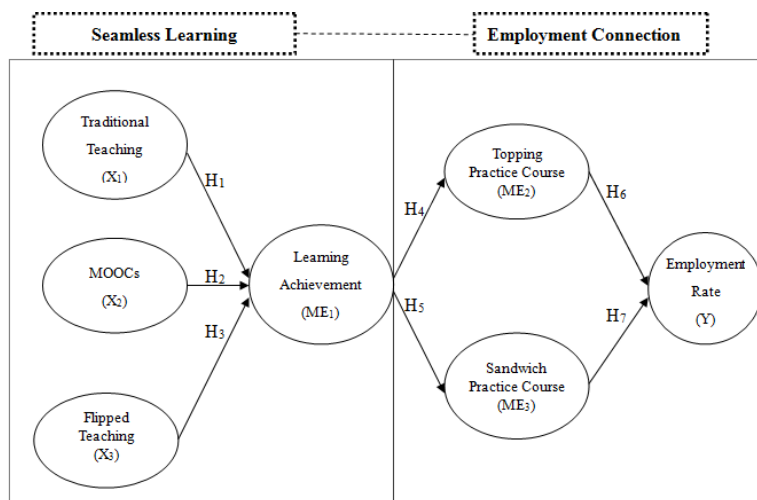 Seamless Learning
Employment Connection
Traditional
Teaching
(X₁)
H₁
MOOCs
(X₂)
H₂
H₃
Flipped
Teaching
(X₃)
Learning
Achievement
(ME₁)
H₄
H₅
Topping
Practice Course
(ME₂)
H₆
Sandwich
Practice Course
(ME₃)
H₇
Employment
Rate
(Y)